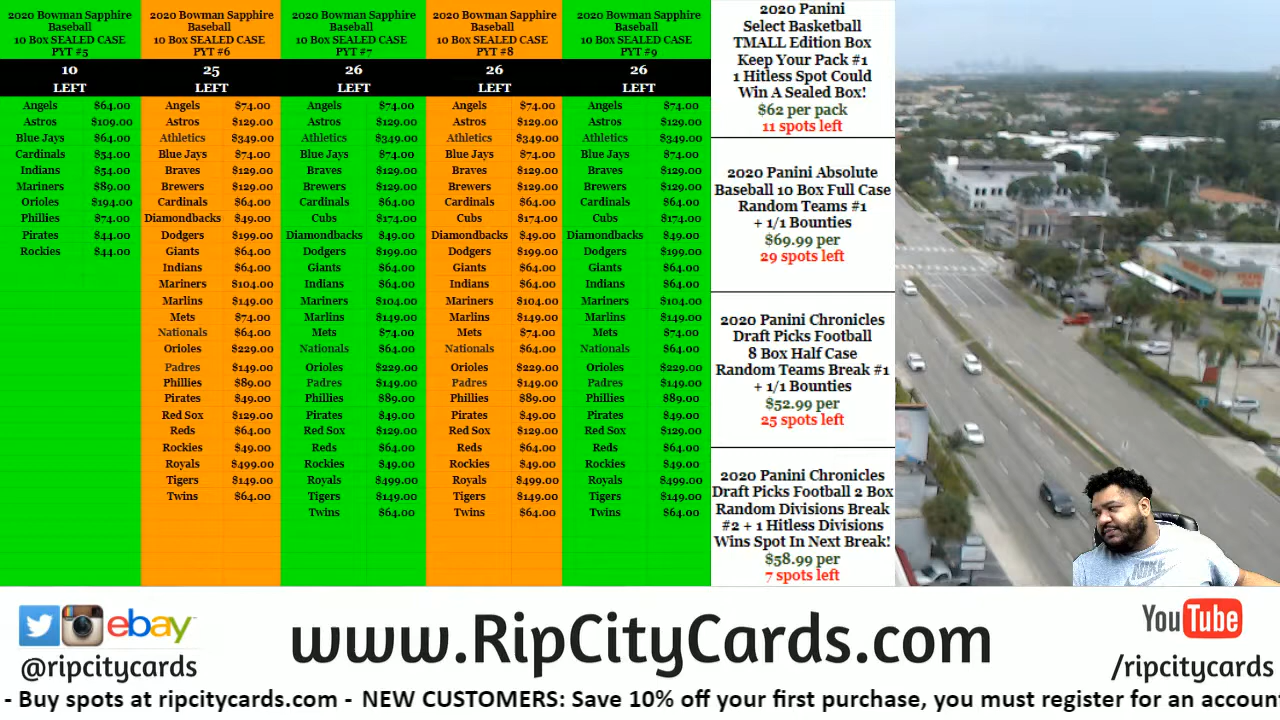 2020 Bowman Sapphire
Baseball
10 Box SEALED CASE
PYT #5
10
LEFT
Angels $64.00
Astros $109.00
Blue Jays $64.00
Cardinals $54.00
Indians $54.00
Mariners $89.00
Orioles $194.00
Phillies $74.00
Pirates $44.00
Rockies $44.00
2020 Bowman Sapphire
Baseball
10 Box SEALED CASE
PYT #6
25
LEFT
Angels $74.00
Astros $129.00
Athletics $349.00
Blue Jays $74.00
Braves $129.00
Brewers $129.00
Cardinals $64.00
Diamondbacks $49.00
Dodgers $199.00
Giants $64.00
Indians $64.00
Mariners $104.00
Marlins $149.00
Mets $74.00
Nationals $64.00
Orioles $229.00
Padres $149.00
Phillies $89.00
Pirates $49.00
Red Sox $129.00
Reds $64.00
Rockies $49.00
Royals $499.00
Tigers $149.00
Twins $64.00
2020 Bowman Sapphire
Baseball
10 Box SEALED CASE
PYT #7
26
LEFT
Angels $74.00
Astros $129.00
Athletics $349.00
Blue Jays $74.00
Braves $129.00
Brewers $129.00
Cardinals $64.00
Cubs $174.00
Diamondbacks $49.00
Dodgers $199.00
Giants $64.00
Indians $64.00
Mariners $104.00
Marlins $149.00
Mets $74.00
Nationals $64.00
Orioles $229.00
Padres $149.00
Phillies $89.00
Pirates $49.00
Red Sox $129.00
Reds $64.00
Rockies $49.00
Royals $499.00
Tigers $149.00
Twins $64.00
2020 Bowman Sapphire
Baseball
10 Box SEALED CASE
PYT #8
26
LEFT
Angels $74.00
Astros $129.00
Athletics $349.00
Blue Jays $74.00
Braves $129.00
Brewers $129.00
Cardinals $64.00
Cubs $174.00
Diamondbacks $49.00
Dodgers $199.00
Giants $64.00
Indians $64.00
Mariners $104.00
Marlins $149.00
Mets $74.00
Nationals $64.00
Orioles $229.00
Padres $149.00
Phillies $89.00
Pirates $49.00
Red Sox $129.00
Reds $64.00
Rockies $49.00
Royals $499.00
Tigers $149.00
Twins $64.00
2020 Bowman Sapphire
Baseball
10 Box SEALED CASE
PYT #9
26
LEFT
Angels $74.00
Astros $129.00
Athletics $349.00
Blue Jays $74.00
Braves $129.00
Brewers $129.00
Cardinals $64.00
Cubs $174.00
Diamondbacks $49.00
Dodgers $199.00
Giants $64.00
Indians $64.00
Mariners $104.00
Marlins $149.00
Mets $74.00
Nationals $64.00
Orioles $229.00
Padres $149.00
Phillies $89.00
Pirates $49.00
Red Sox $129.00
Reds $64.00
Rockies $49.00
Royals $499.00
Tigers $149.00
Twins $64.00
2020 Panini
Select Basketball
TMALL Edition Box
Keep Your Pack #1
1 Hitless Spot Could
Win A Sealed Box!
$62 per pack
11 spots left
2020 Panini Absolute
Baseball 10 Box Full Case
Random Teams #1
+ 1/1 Bounties
$69.99 per
29 spots left
2020 Panini Chronicles
Draft Picks Football
8 Box Half Case
Random Teams Break #1
+ 1/1 Bounties
$52.99 per
25 spots left
2020 Panini Chronicles
Draft Picks Football 2 Box
Random Divisions Break
#2 + 1 Hitless Divisions
Wins Spot In Next Break!
$58.99 per
7 spots left
NIKE
ebay
@ripcitycards
www.RipCityCards.com
YouTube
/ripcitycards
- Buy spots at ripcitycards.com - NEW CUSTOMERS: Save 10% off your first purchase, you must register for an accoun